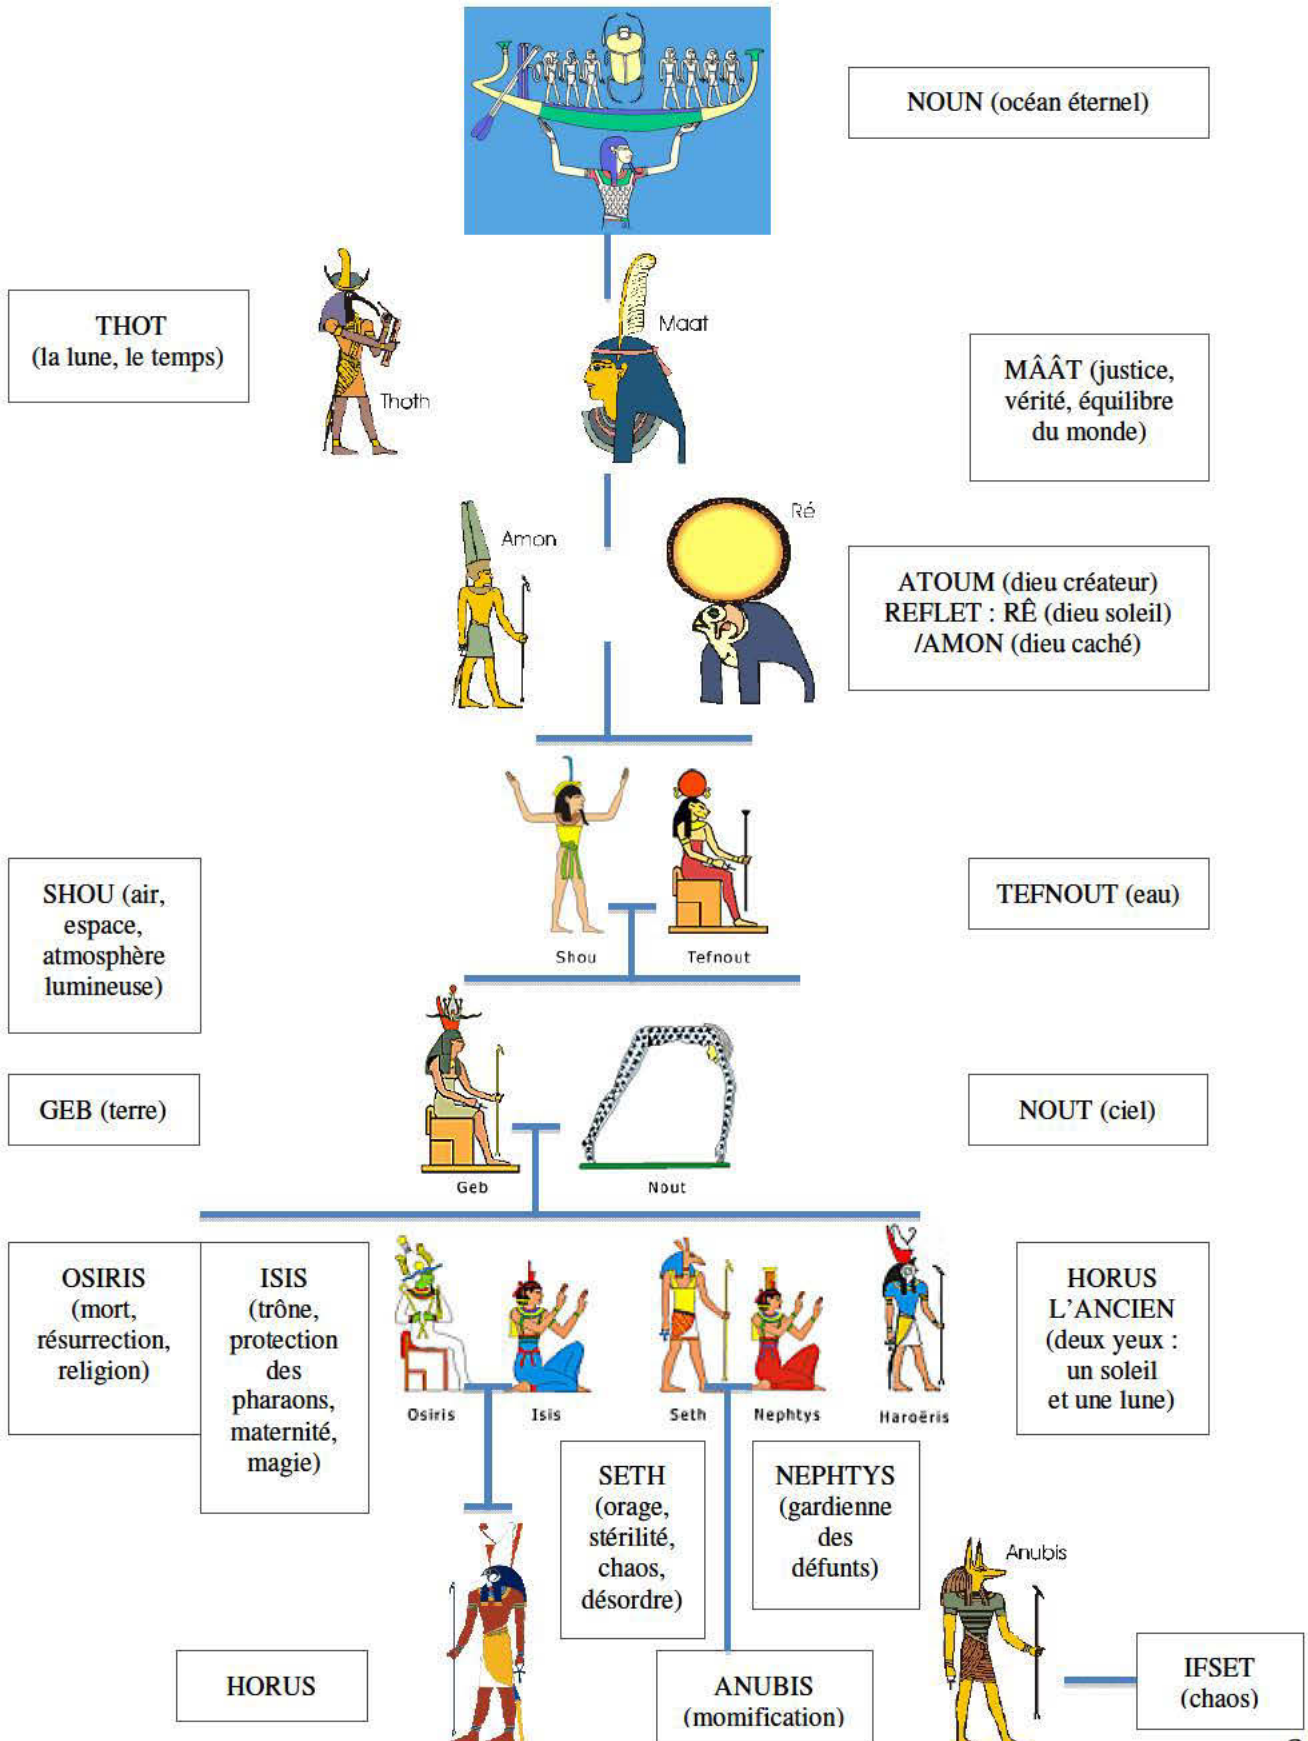 NOUN (océan éternel)
THOT
(la lune, le temps)
Thoth
Maat
MÂÂT (justice,
vérité, équilibre
du monde)
Amon
Ré
ATOUM (dieu créateur)
REFLET : RÊ (dieu soleil)
/AMON (dieu caché)
SHOU (air,
espace,
atmosphère
lumineuse)
TEFNOUT (eau)
Shou
Tefnout
GEB (terre)
NOUT (ciel)
Geb
Nout
OSIRIS
(mort,
résurrection,
religion)
ISIS
(trône,
protection
des
pharaons,
maternité,
magie)
Osiris
Isis
Seth
Nephtys
Haroëris
HORUS
L'ANCIEN
(deux yeux :
un soleil
et une lune)
SETH
(orage,
stérilité,
chaos,
désordre)
NEPHTYS
(gardienne
des
défunts)
Anubis
HORUS
ANUBIS
(momification)
IFSET
(chaos)